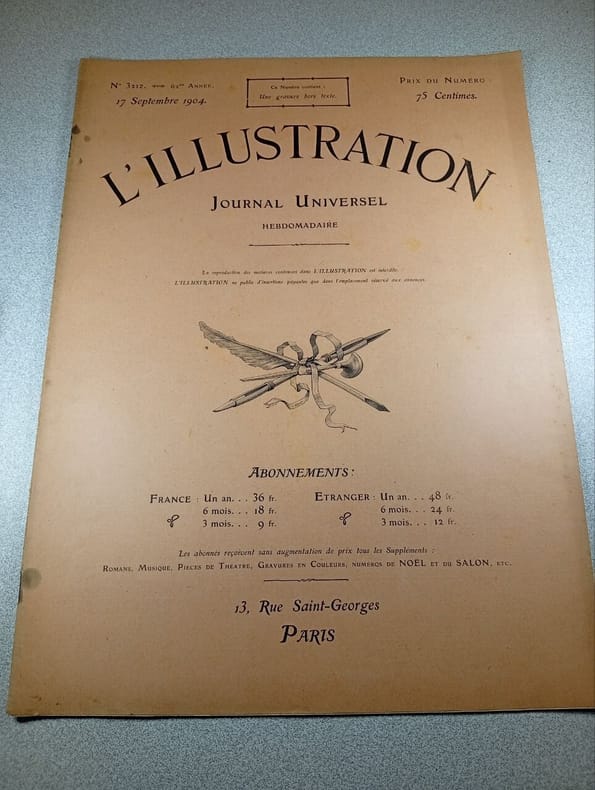 N° 3212. 62me Année.
17 Septembre 1904.
Ce Numéro contient :
Une gravure hors texte.
Prix du Numéro :
75 Centimes.
L'ILLUSTRATION
Journal Universel
HEBDOMADAIRE
La reproduction des matières contenues dans L'ILLUSTRATION est interdite.
L'ILLUSTRATION ne publie d'insertions payantes que dans l'emplacement réservé aux annonces.
ABONNEMENTS :
FRANCE : Un an. . . 36 fr.
6 mois. . . 18 fr.
3 mois. . . 9 fr.
ETRANGER : Un an. . . 48 fr.
6 mois. . . 24 fr.
3 mois. . . 12 fr.
Les abonnés reçoivent sans augmentation de prix tous les Suppléments :
Romans, Musique, Pièces de Théatre, Gravures en Couleurs, numéros de NOËL et du SALON, etc.
13, Rue Saint-Georges
PARIS